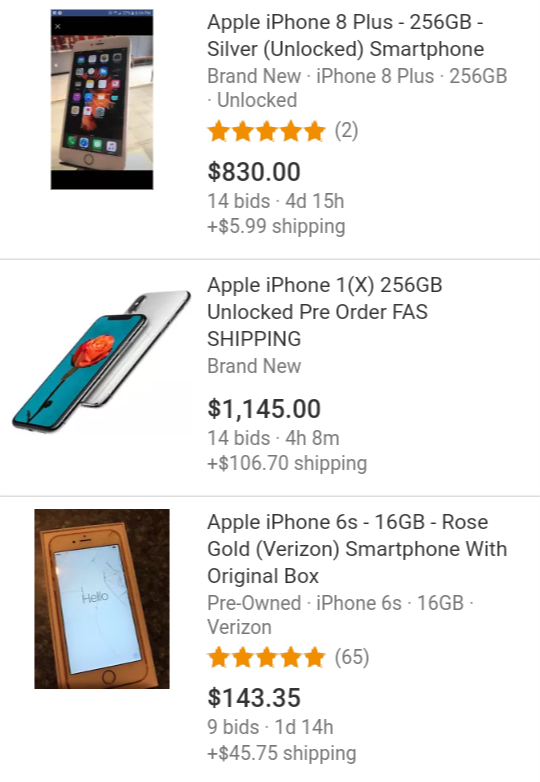 Apple iPhone 8 Plus - 256GB -
Silver (Unlocked) Smartphone
Brand New · iPhone 8 Plus · 256GB
· Unlocked
(2)
$830.00
14 bids · 4d 15h
+$5.99 shipping
Apple iPhone 1(X) 256GB
Unlocked Pre Order FAS
SHIPPING
Brand New
$1,145.00
14 bids · 4h 8m
+$106.70 shipping
Hello
Apple iPhone 6s - 16GB - Rose
Gold (Verizon) Smartphone With
Original Box
Pre-Owned · iPhone 6s · 16GB ·
Verizon
(65)
$143.35
9 bids · 1d 14h
+$45.75 shipping